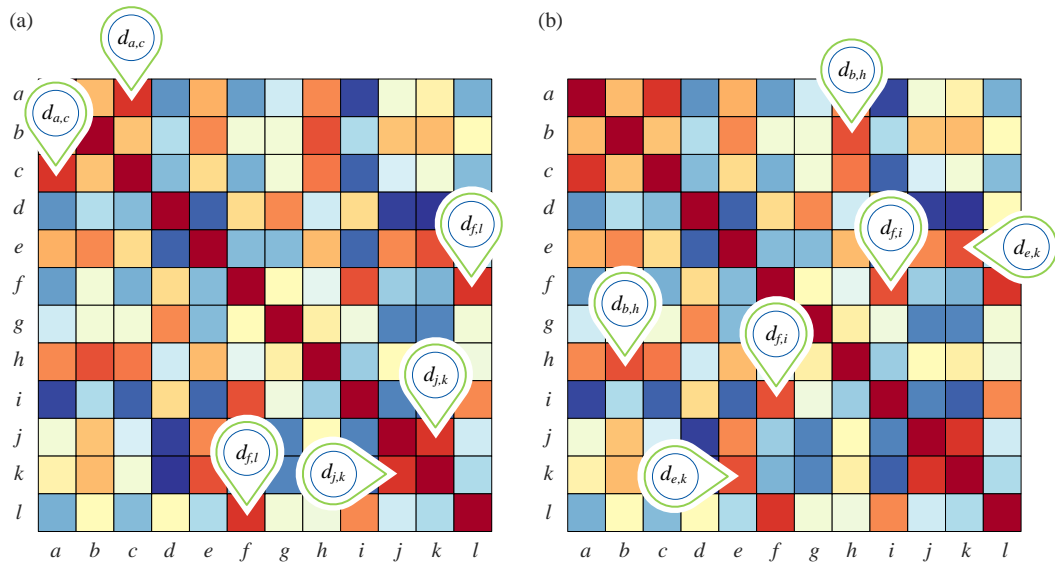 (a)
(b)
d_{a,c}
d_{a,c}
d_{b,h}
d_{f,l}
d_{f,i}
d_{e,k}
d_{b,h}
d_{f,i}
d_{j,k}
d_{f,l}
d_{j,k}
d_{e,k}
a
b
c
d
e
f
g
h
i
j
k
l
a b c d e f g h i j k l
a
b
c
d
e
f
g
h
i
j
k
l
a b c d e f g h i j k l